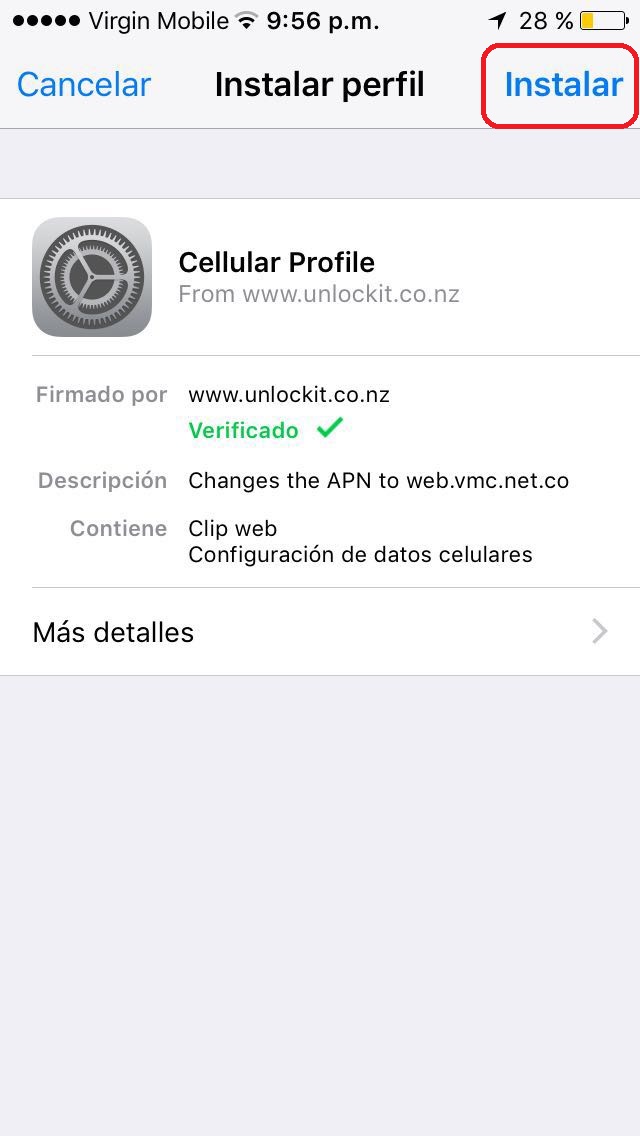 Virgin Mobile 9:56 p.m. 28 %
Cancelar Instalar perfil Instalar
Cellular Profile
From www.unlockit.co.nz
Firmado por www.unlockit.co.nz
Verificado
Descripción Changes the APN to web.vmc.net.co
Contiene Clip web
Configuración de datos celulares
Más detalles